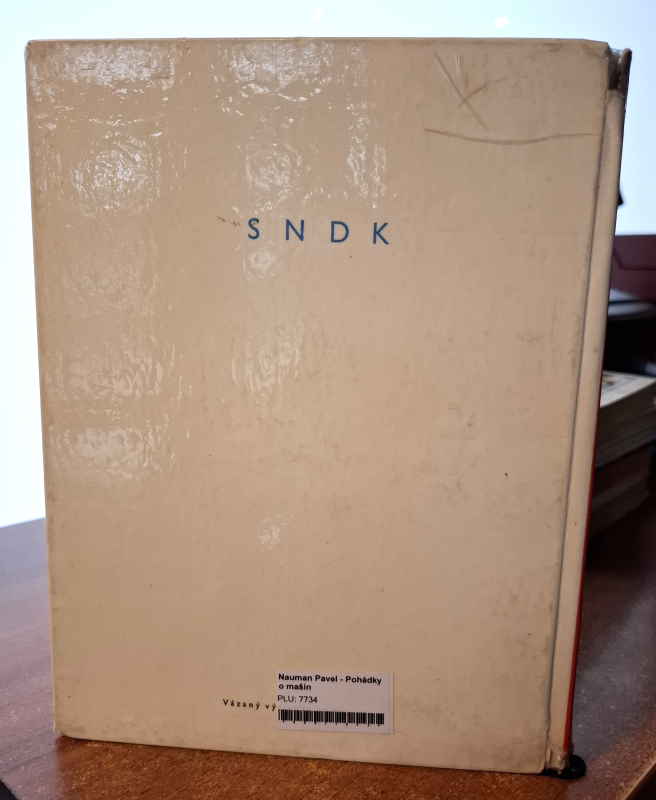 SNDK
Nauman Pavel - Pohádky
o mašin
PLU: 7734
Vázaný vý